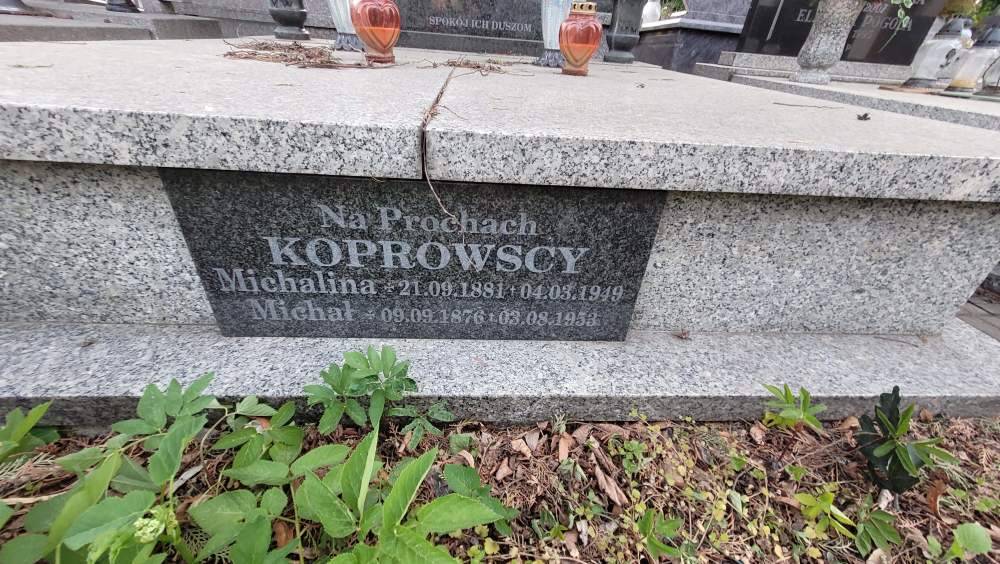 SPOKÓJ ICH DUSZOM
Na Prochach
KOPROWSCY
Michalina * 21.09.1881 † 04.03.1949
Michał * 09.09.1876 † 03.08.1953